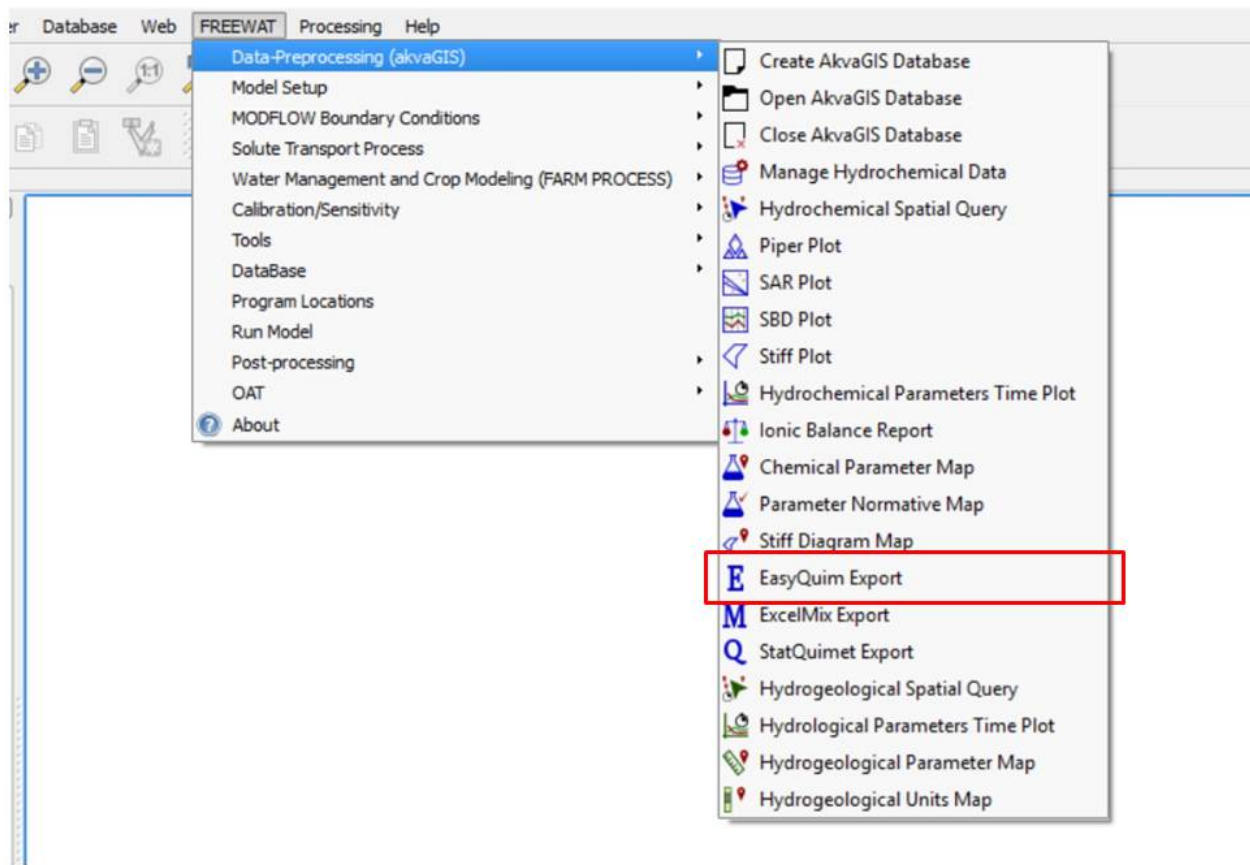 er Database Web FREEWAT Processing Help
Data-Preprocessing (akvaGIS)
Model Setup
MODFLOW Boundary Conditions
Solute Transport Process
Water Management and Crop Modeling (FARM PROCESS)
Calibration/Sensitivity
Tools
DataBase
Program Locations
Run Model
Post-processing
OAT
About
Create AkvaGIS Database
Open AkvaGIS Database
Close AkvaGIS Database
Manage Hydrochemical Data
Hydrochemical Spatial Query
Piper Plot
SAR Plot
SBD Plot
Stiff Plot
Hydrochemical Parameters Time Plot
Ionic Balance Report
Chemical Parameter Map
Parameter Normative Map
Stiff Diagram Map
E EasyQuim Export
M ExcelMix Export
Q StatQuimet Export
Hydrogeological Spatial Query
Hydrological Parameters Time Plot
Hydrogeological Parameter Map
Hydrogeological Units Map